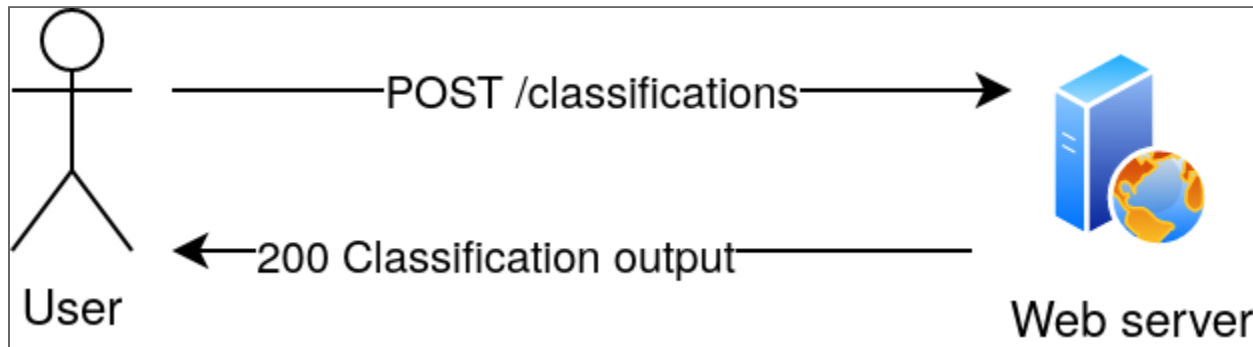 POST /classifications
200 Classification output
User
Web server